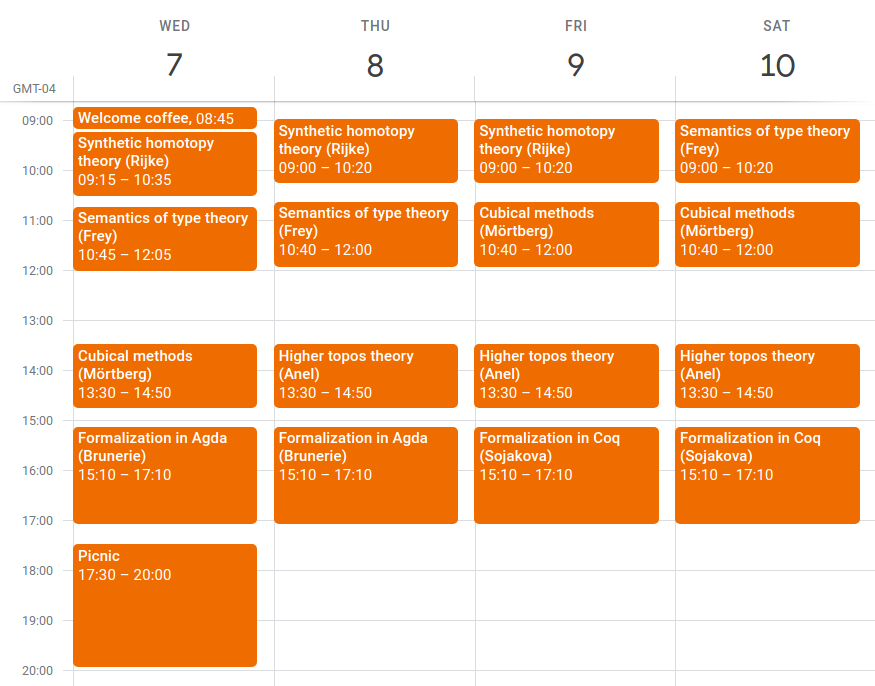 WED
THU
FRI
SAT
7
8
9
10
GMT-04
09:00
10:00
11:00
12:00
13:00
14:00
15:00
16:00
17:00
18:00
19:00
20:00
Welcome coffee, 08:45
Synthetic homotopy
theory (Rijke)
09:15 – 10:35
Semantics of type theory
(Frey)
10:45 – 12:05
Cubical methods
(Mörtberg)
13:30 – 14:50
Formalization in Agda
(Brunerie)
15:10 – 17:10
Picnic
17:30 – 20:00
Synthetic homotopy
theory (Rijke)
09:00 – 10:20
Semantics of type theory
(Frey)
10:40 – 12:00
Higher topos theory
(Anel)
13:30 – 14:50
Formalization in Agda
(Brunerie)
15:10 – 17:10
Synthetic homotopy
theory (Rijke)
09:00 – 10:20
Cubical methods
(Mörtberg)
10:40 – 12:00
Higher topos theory
(Anel)
13:30 – 14:50
Formalization in Coq
(Sojakova)
15:10 – 17:10
Semantics of type theory
(Frey)
09:00 – 10:20
Cubical methods
(Mörtberg)
10:40 – 12:00
Higher topos theory
(Anel)
13:30 – 14:50
Formalization in Coq
(Sojakova)
15:10 – 17:10